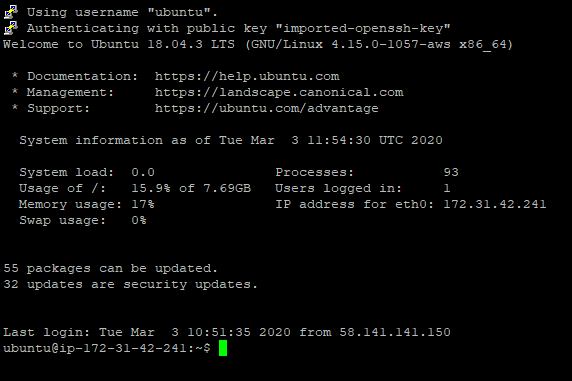 Using username "ubuntu".
Authenticating with public key "imported-openssh-key"
Welcome to Ubuntu 18.04.3 LTS (GNU/Linux 4.15.0-1057-aws x86_64)
* Documentation:  https://help.ubuntu.com
* Management:     https://landscape.canonical.com
* Support:        https://ubuntu.com/advantage
System information as of Tue Mar  3 11:54:30 UTC 2020
System load:  0.0               Processes:           93
Usage of /:   15.9% of 7.69GB   Users logged in:     1
Memory usage: 17%               IP address for eth0: 172.31.42.241
Swap usage:   0%
55 packages can be updated.
32 updates are security updates.
Last login: Tue Mar  3 10:51:35 2020 from 58.141.141.150
ubuntu@ip-172-31-42-241:~$